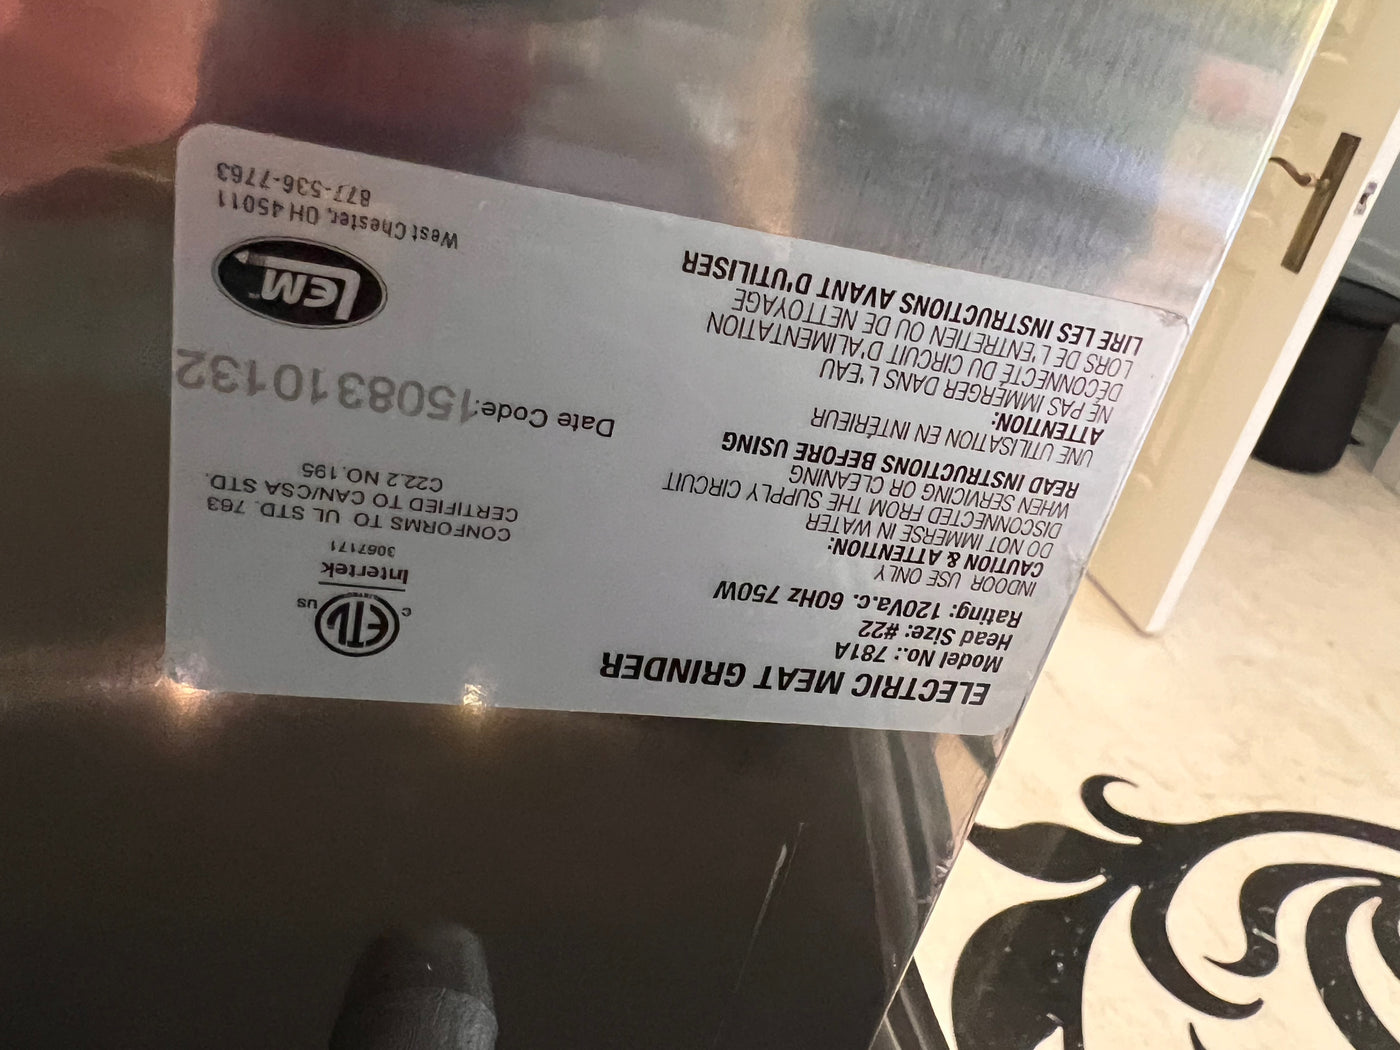 ELECTRIC MEAT GRINDER
Model No.: 781A
Head Size: #22
Rating: 120Va.c. 60Hz 750W
INDOOR USE ONLY
CAUTION & ATTENTION:
DO NOT IMMERSE IN WATER
DISCONNECTED FROM THE SUPPLY CIRCUIT
WHEN SERVICING OR CLEANING
READ INSTRUCTIONS BEFORE USING
UNE UTILISATION EN INTÉRIEUR
ATTENTION:
NE PAS IMMERGER DANS L'EAU
DÉCONNECTÉ DU CIRCUIT D'ALIMENTATION
LORS DE L'ENTRETIEN OU DE NETTOYAGE
LIRE LES INSTRUCTIONS AVANT D'UTILISER
C ETL US
LISTED
Intertek
3067171
CONFORMS TO UL STD. 763
CERTIFIED TO CAN/CSA STD.
C22.2 NO.195
Date Code:1508310132
LEM
West Chester, OH 45011
877-536-7763